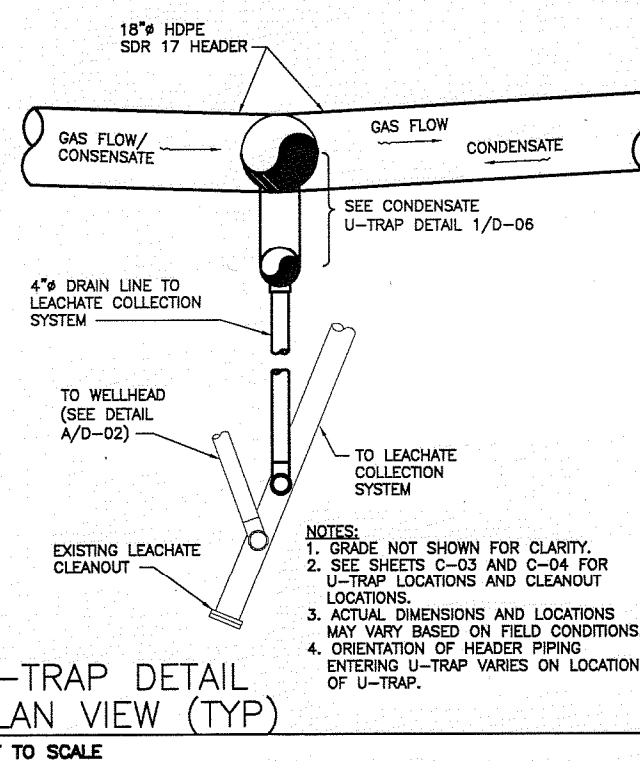 18"ø HDPE
SDR 17 HEADER
GAS FLOW/
CONSENSATE
GAS FLOW
CONDENSATE
SEE CONDENSATE
U-TRAP DETAIL 1/D-06
4"ø DRAIN LINE TO
LEACHATE COLLECTION
SYSTEM
TO WELLHEAD
(SEE DETAIL
A/D-02)
TO LEACHATE
COLLECTION
SYSTEM
EXISTING LEACHATE
CLEANOUT
NOTES:
1. GRADE NOT SHOWN FOR CLARITY.
2. SEE SHEETS C-03 AND C-04 FOR
U-TRAP LOCATIONS AND CLEANOUT
LOCATIONS.
3. ACTUAL DIMENSIONS AND LOCATIONS
MAY VARY BASED ON FIELD CONDITIONS
4. ORIENTATION OF HEADER PIPING
ENTERING U-TRAP VARIES ON LOCATION
OF U-TRAP.
-TRAP DETAIL
LAN VIEW (TYP)
TO SCALE